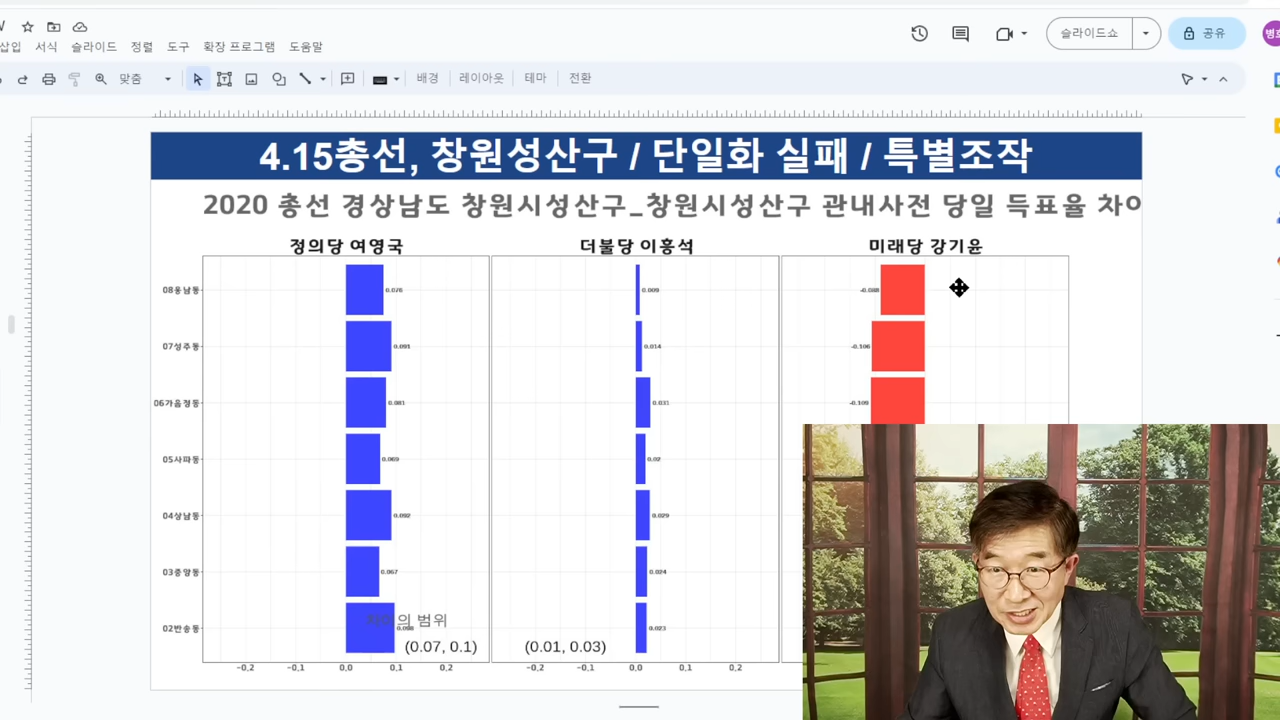 삽입 서식 슬라이드 정렬 도구 확장 프로그램 도움말
슬라이드쇼
공유
병호
맞춤
배경 레이아웃 테마 전환
4.15총선, 창원성산구 / 단일화 실패 / 특별조작
2020 총선 경상남도 창원시성산구_창원시성산구 관내사전 당일 득표율 차이
정의당 여영국 더불당 이흥석 미래당 강기윤
08웅남동 0.076 0.009 -0.088
07성주동 0.091 0.014 -0.106
06가음정동 0.081 0.031 -0.109
05사파동 0.069 0.02
04상남동 0.092 0.029
03중앙동 0.067 0.024
02반송동 0.098 0.023
차이의 범위
(0.07, 0.1) (0.01, 0.03)
-0.2 -0.1 0.0 0.1 0.2 -0.2 -0.1 0.0 0.1 0.2